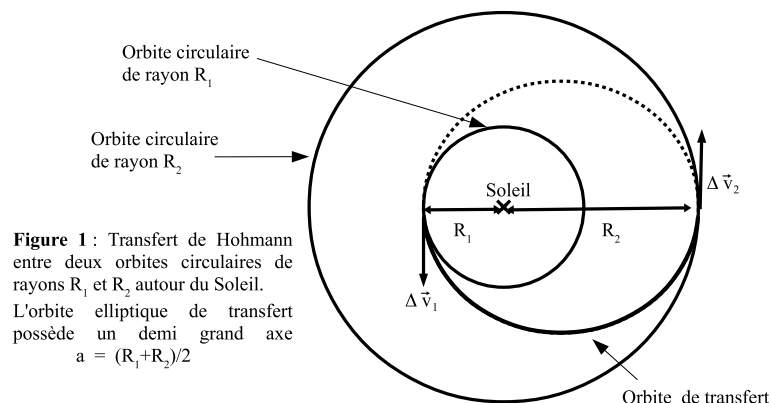 Orbite circulaire
de rayon R₁
Orbite circulaire
de rayon R₂
Soleil
R₁
R₂
Δ v⃗₂
Δ v⃗₁
Figure 1 : Transfert de Hohmann
entre deux orbites circulaires de
rayons R₁ et R₂ autour du Soleil.
L'orbite elliptique de transfert
possède un demi grand axe
a = (R₁+R₂)/2
Orbite de transfert